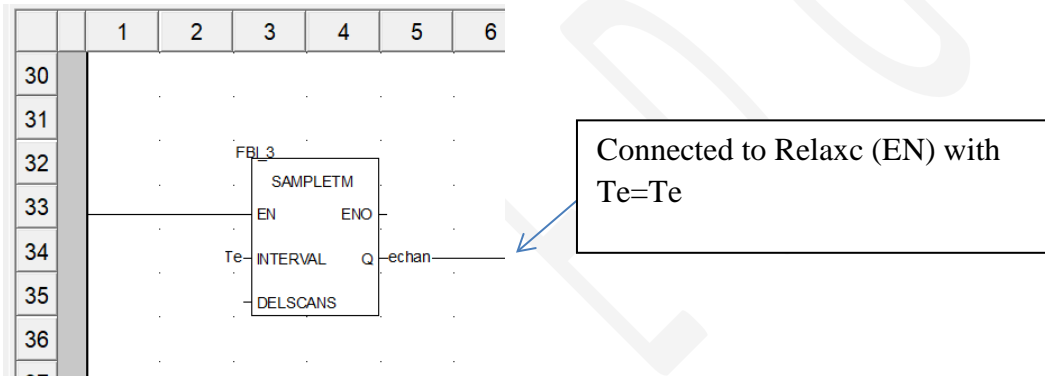 1 2 3 4 5 6
30
31
32
FBI_3
SAMPLETM
33
EN ENO
34
Te INTERVAL Q echan
35
DELSCANS
36
Connected to Relaxc (EN) with
Te=Te